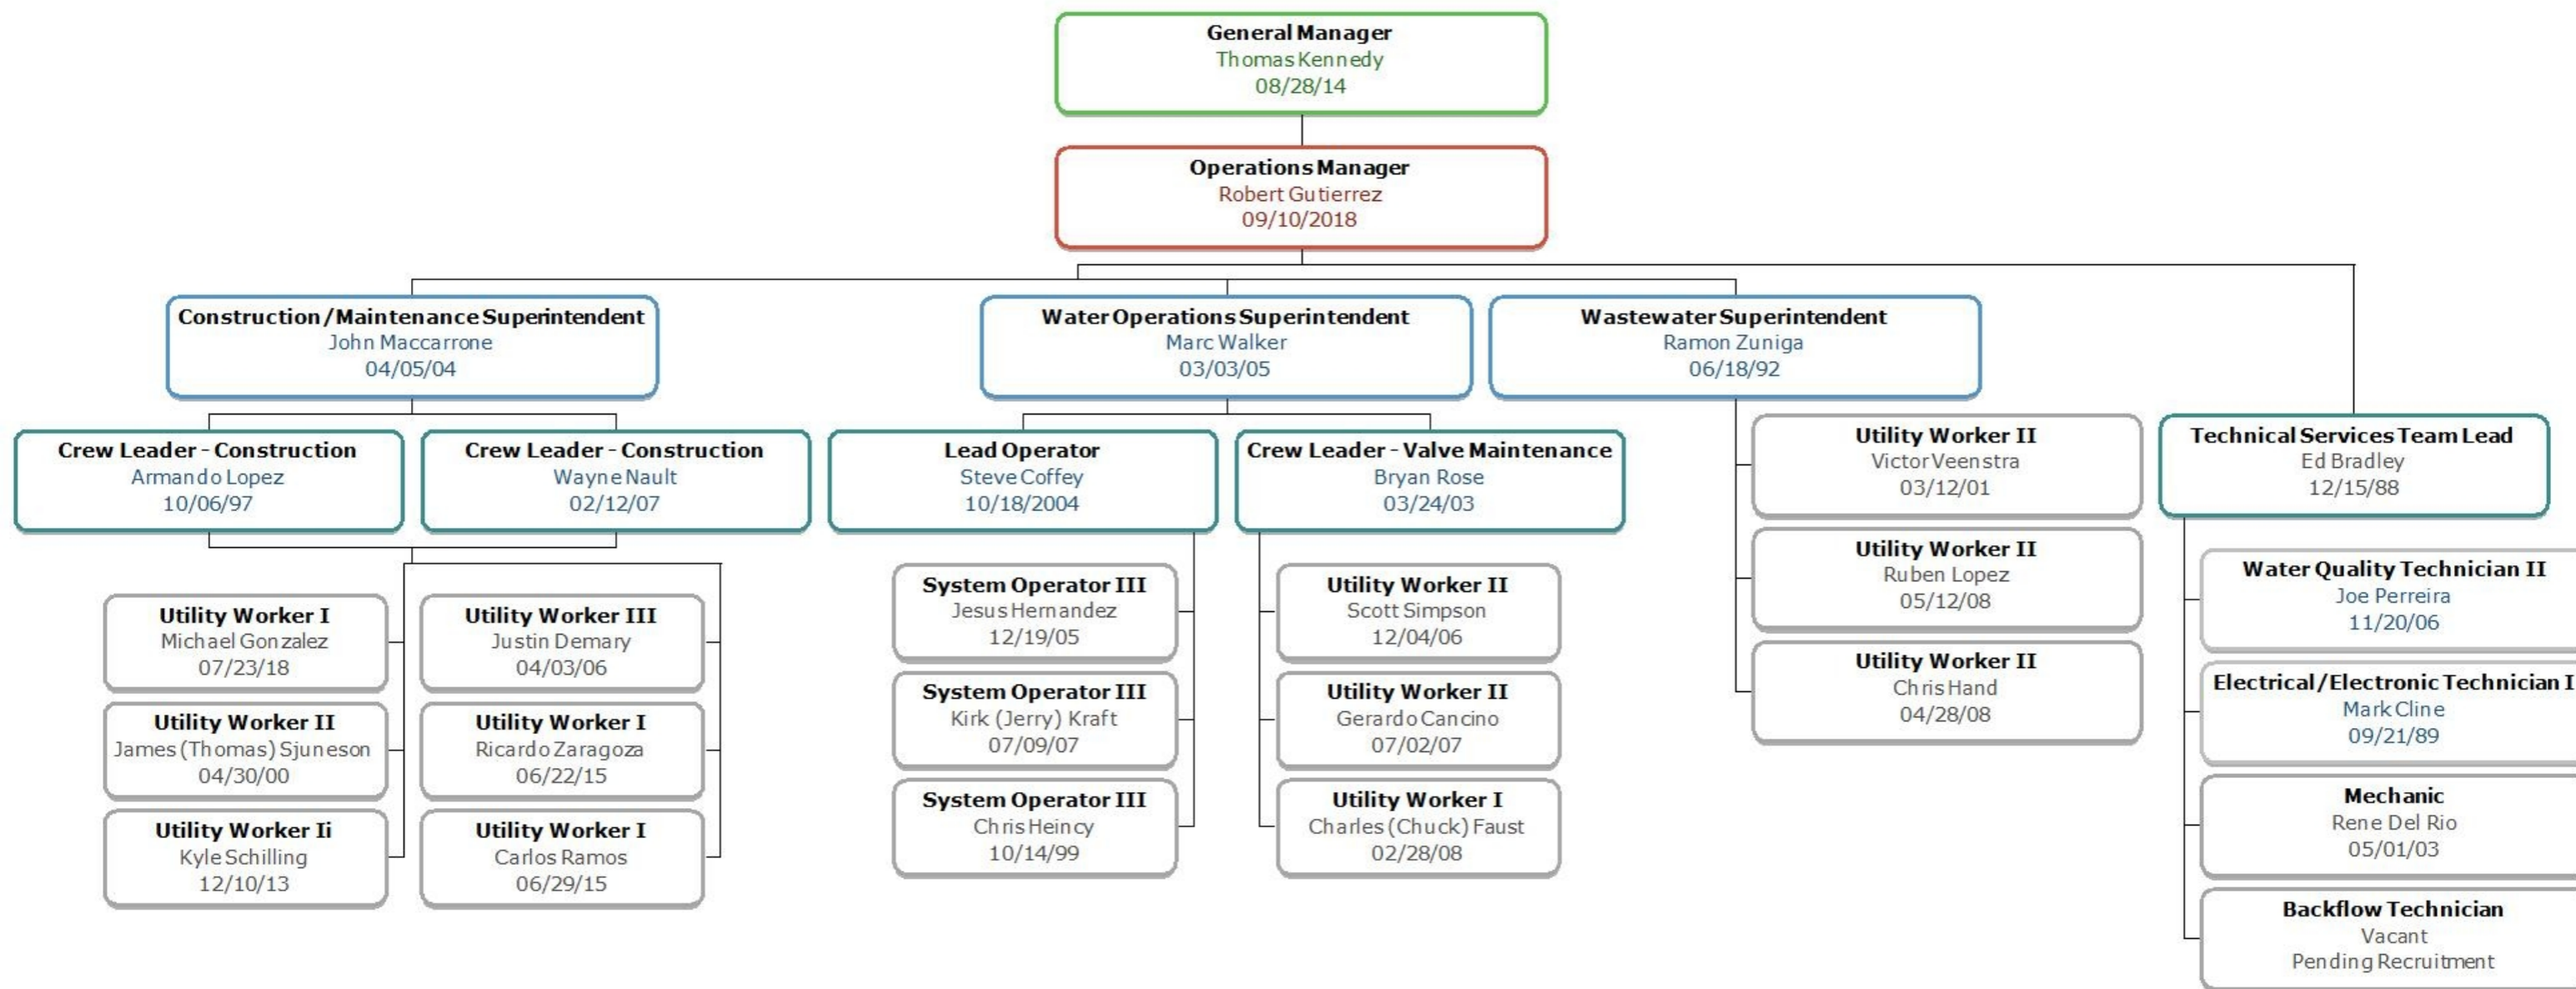 General Manager
Thomas Kennedy
08/28/14
Operations Manager
Robert Gutierrez
09/10/2018
Construction/Maintenance Superintendent
John Maccarrone
04/05/04
Water Operations Superintendent
Marc Walker
03/03/05
Wastewater Superintendent
Ramon Zuniga
06/18/92
Crew Leader - Construction
Armando Lopez
10/06/97
Crew Leader - Construction
Wayne Nault
02/12/07
Lead Operator
Steve Coffey
10/18/2004
Crew Leader - Valve Maintenance
Bryan Rose
03/24/03
Utility Worker II
Victor Veenstra
03/12/01
Utility Worker II
Ruben Lopez
05/12/08
Utility Worker II
Chris Hand
04/28/08
Technical Services Team Lead
Ed Bradley
12/15/88
Utility Worker I
Michael Gonzalez
07/23/18
Utility Worker II
James (Thomas) Sjuneson
04/30/00
Utility Worker Ii
Kyle Schilling
12/10/13
Utility Worker III
Justin Demary
04/03/06
Utility Worker I
Ricardo Zaragoza
06/22/15
Utility Worker I
Carlos Ramos
06/29/15
System Operator III
Jesus Hernandez
12/19/05
System Operator III
Kirk (Jerry) Kraft
07/09/07
System Operator III
Chris Heincy
10/14/99
Utility Worker II
Scott Simpson
12/04/06
Utility Worker II
Gerardo Cancino
07/02/07
Utility Worker I
Charles (Chuck) Faust
02/28/08
Water Quality Technician II
Joe Perreira
11/20/06
Electrical/Electronic Technician I
Mark Cline
09/21/89
Mechanic
Rene Del Rio
05/01/03
Backflow Technician
Vacant
Pending Recruitment